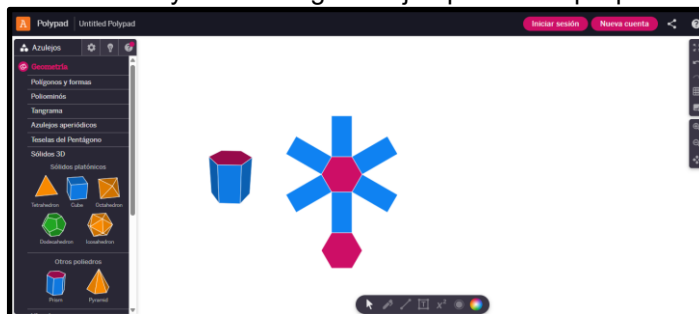 Polypad Untitled Polypad Iniciar sesión Nueva cuenta
Azulejos
Geometría
Polígonos y formas
Poliominós
Tangrama
Azulejos aperiódicos
Teselas del Pentágono
Sólidos 3D
Sólidos platónicos
Tetrahedron Cube Octahedron
Dodecahedron Icosahedron
Otros poliedros
Prism Pyramid